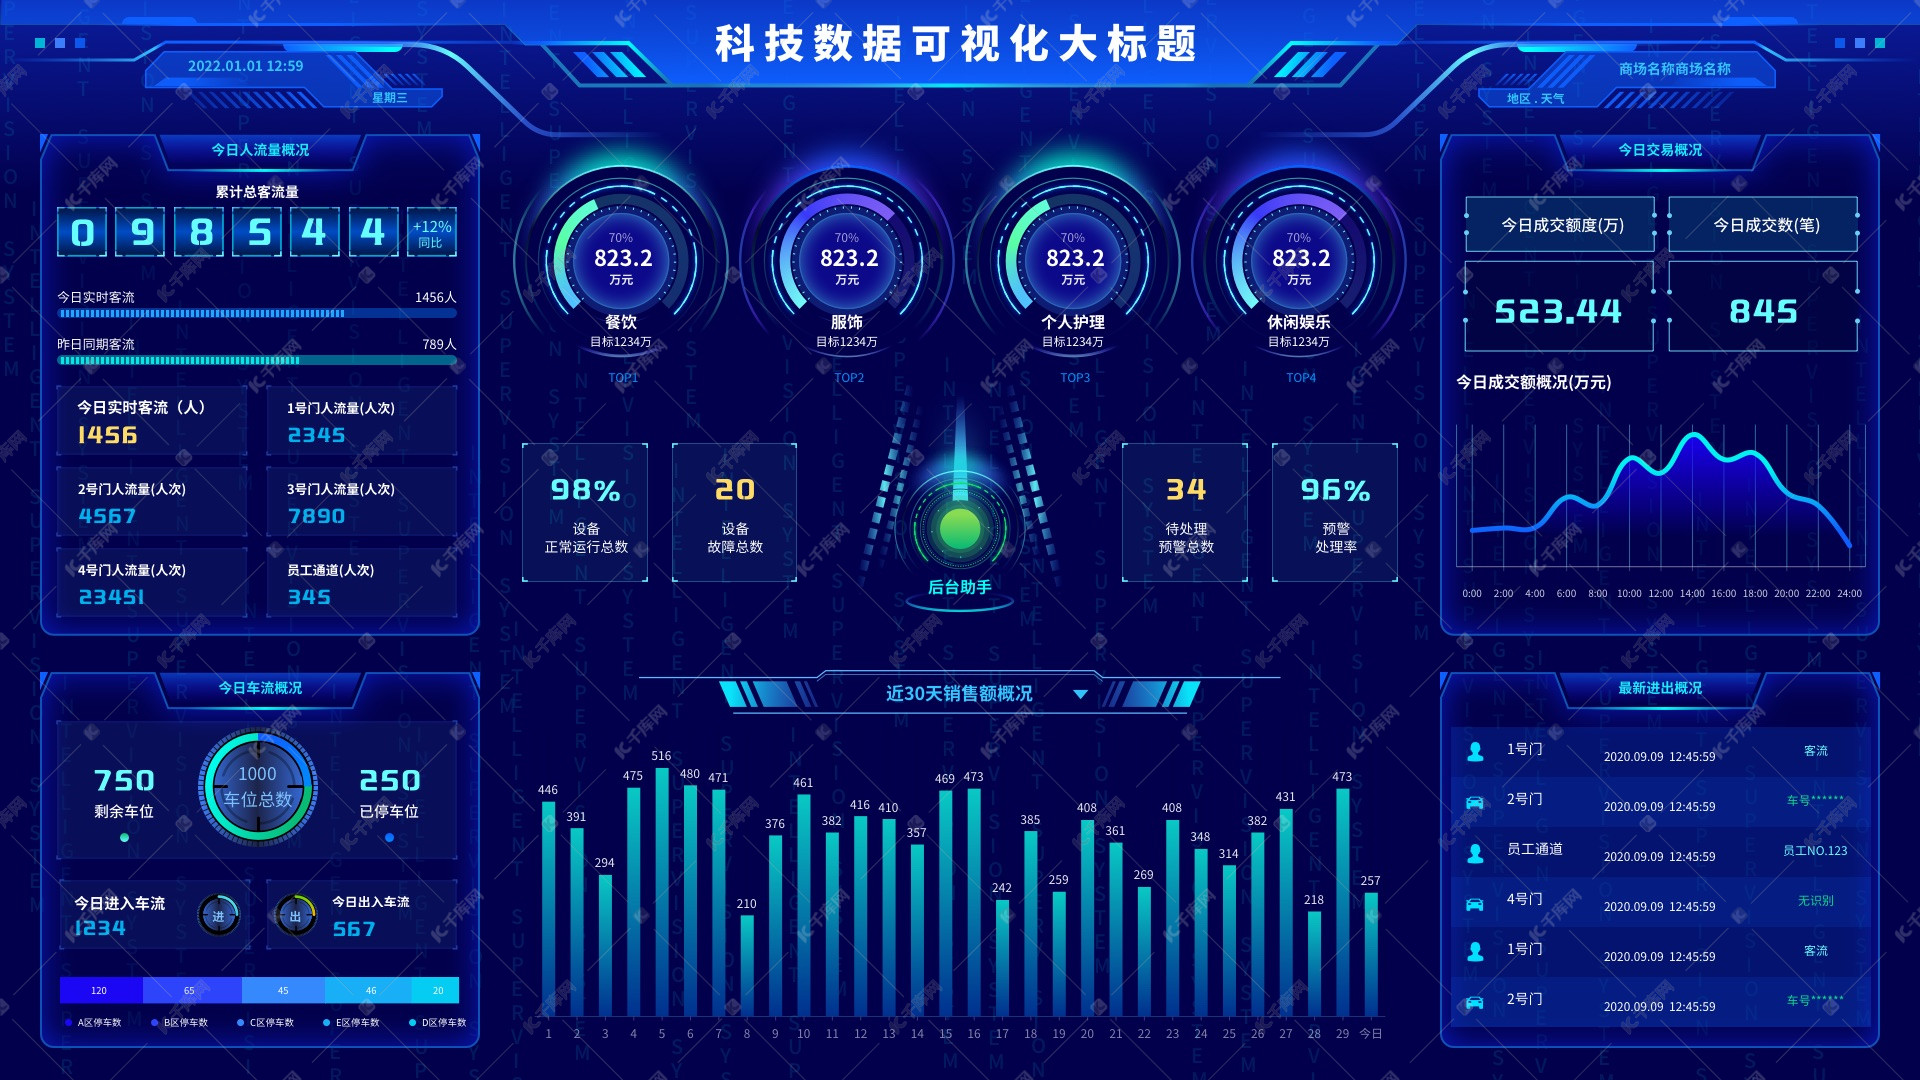 科技数据可视化大标题
2022.01.01 12:59
星期三
商场名称商场名称
地区 . 天气
今日人流量概况
累计总客流量
0 9 8 5 4 4
+12%
同比
今日实时客流 1456人
昨日同期客流 789人
今日实时客流（人）
1456
1号门人流量(人次)
2345
2号门人流量(人次)
4567
3号门人流量(人次)
7890
4号门人流量(人次)
23451
员工通道(人次)
345
70%
823.2
万元
餐饮
目标1234万
TOP1
70%
823.2
万元
服饰
目标1234万
TOP2
70%
823.2
万元
个人护理
目标1234万
TOP3
70%
823.2
万元
休闲娱乐
目标1234万
TOP4
98%
设备
正常运行总数
20
设备
故障总数
后台助手
34
待处理
预警总数
96%
预警
处理率
今日交易概况
今日成交额度(万)
今日成交数(笔)
523.44
845
今日成交额概况(万元)
0:00 2:00 4:00 6:00 8:00 10:00 12:00 14:00 16:00 18:00 20:00 22:00 24:00
今日车流概况
750
剩余车位
1000
车位总数
250
已停车位
今日进入车流
1234
进
出
今日出入车流
567
120 65 45 46 20
A区停车数 B区停车数 C区停车数 E区停车数 D区停车数
近30天销售额概况
446 391 294 475 516 480 471 210 376 461 382 416 410 357 469 473 242 385 259 408 361 269 408 348 314 382 431 218 473 257
1 2 3 4 5 6 7 8 9 10 11 12 13 14 15 16 17 18 19 20 21 22 23 24 25 26 27 28 29 今日
最新进出概况
1号门 2020.09.09 12:45:59 客流
2号门 2020.09.09 12:45:59 车号******
员工通道 2020.09.09 12:45:59 员工NO.123
4号门 2020.09.09 12:45:59 无识别
1号门 2020.09.09 12:45:59 客流
2号门 2020.09.09 12:45:59 车号******
千库网